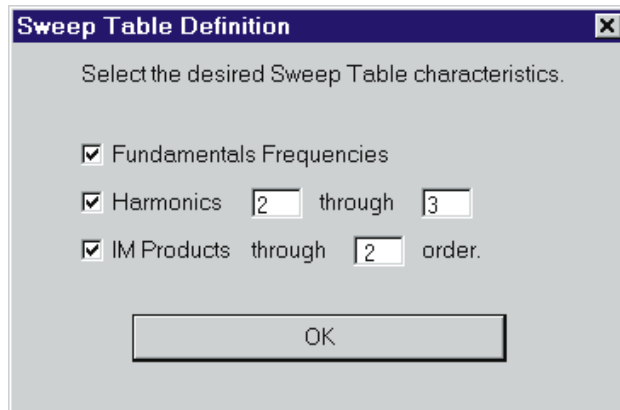 Sweep Table Definition
Select the desired Sweep Table characteristics.
Fundamentals Frequencies
Harmonics 2 through 3
IM Products through 2 order.
OK